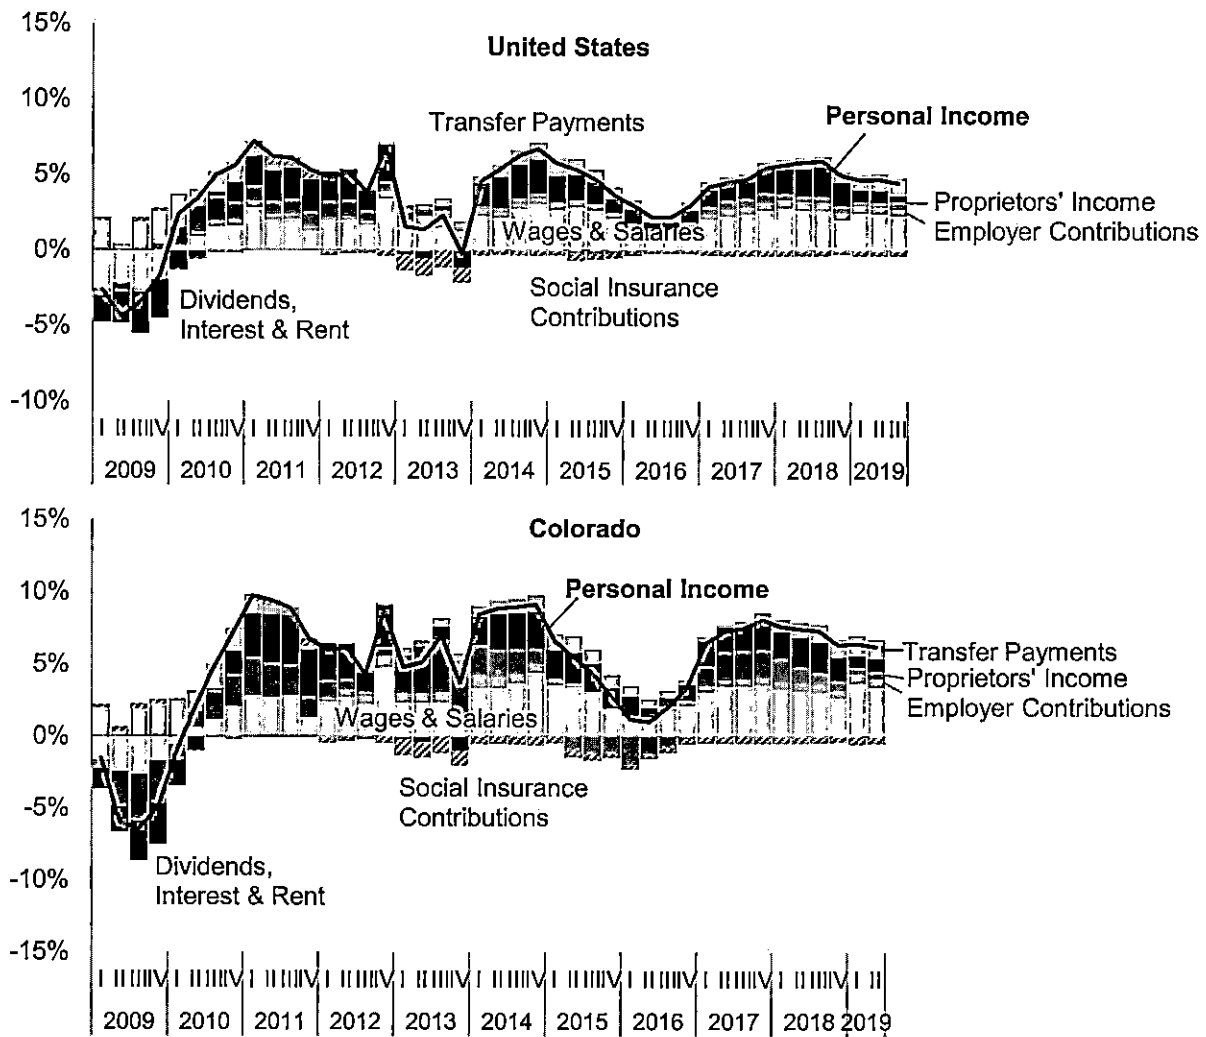 15%
United States
10%
Transfer Payments
Personal Income
5%
Proprietors' Income
Employer Contributions
Wages & Salaries
0%
Social Insurance
Contributions
Dividends,
Interest & Rent
-5%
-10%
I II III IV I II III IV I II III IV I II III IV I II III IV I II III IV I II III IV I II III IV I II III IV I II III IV I II III
2009 2010 2011 2012 2013 2014 2015 2016 2017 2018 2019
15%
Colorado
10%
Personal Income
5%
Transfer Payments
Proprietors' Income
Employer Contributions
Wages & Salaries
0%
Social Insurance
Contributions
-5%
Dividends,
Interest & Rent
-10%
-15%
I II III IV I II III IV I II III IV I II III IV I II III IV I II III IV I II III IV I II III IV I II III IV I II III IV I II
2009 2010 2011 2012 2013 2014 2015 2016 2017 2018 2019